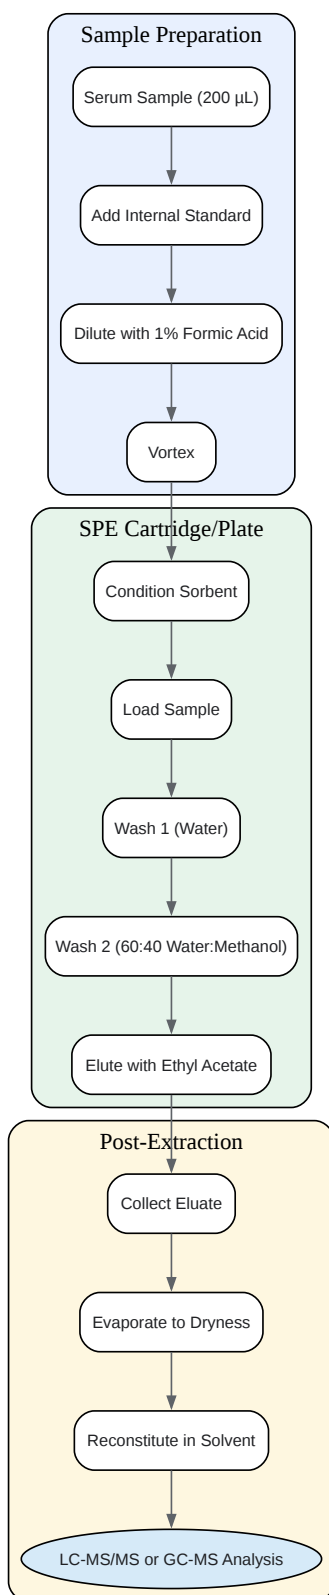 Sample Preparation
Serum Sample (200 µL)
Add Internal Standard
Dilute with 1% Formic Acid
Vortex
SPE Cartridge/Plate
Condition Sorbent
Load Sample
Wash 1 (Water)
Wash 2 (60:40 Water:Methanol)
Elute with Ethyl Acetate
Post-Extraction
Collect Eluate
Evaporate to Dryness
Reconstitute in Solvent
LC-MS/MS or GC-MS Analysis